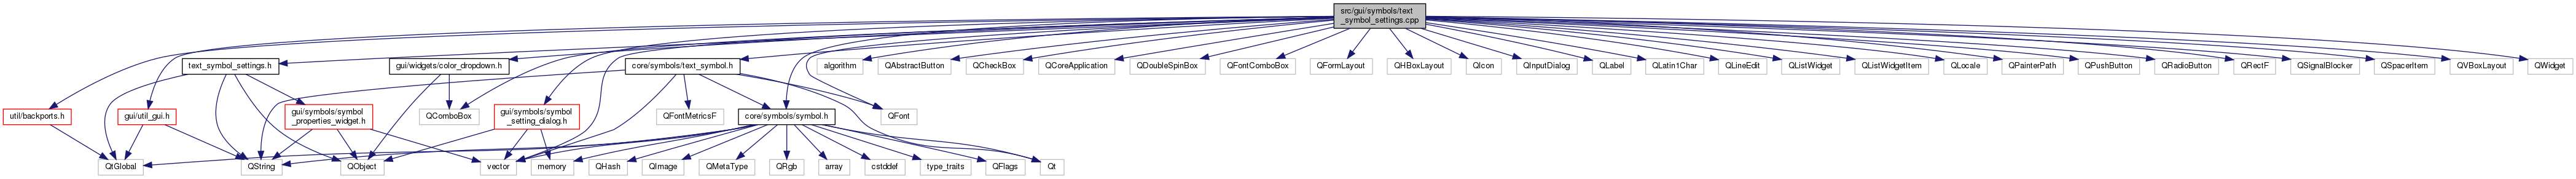 src/gui/symbols/text
_symbol_settings.cpp
text_symbol_settings.h
gui/widgets/color_dropdown.h
core/symbols/text_symbol.h
algorithm
QAbstractButton
QCheckBox
QCoreApplication
QDoubleSpinBox
QFontComboBox
QFormLayout
QHBoxLayout
QIcon
QInputDialog
QLabel
QLatin1Char
QLineEdit
QListWidget
QListWidgetItem
QLocale
QPainterPath
QPushButton
QRadioButton
QRectF
QSignalBlocker
QSpacerItem
QVBoxLayout
QWidget
util/backports.h
gui/util_gui.h
gui/symbols/symbol
_properties_widget.h
QComboBox
gui/symbols/symbol
_setting_dialog.h
QFontMetricsF
core/symbols/symbol.h
QFont
QtGlobal
QString
QObject
vector
memory
QHash
QImage
QMetaType
QRgb
array
cstddef
type_traits
QFlags
Qt